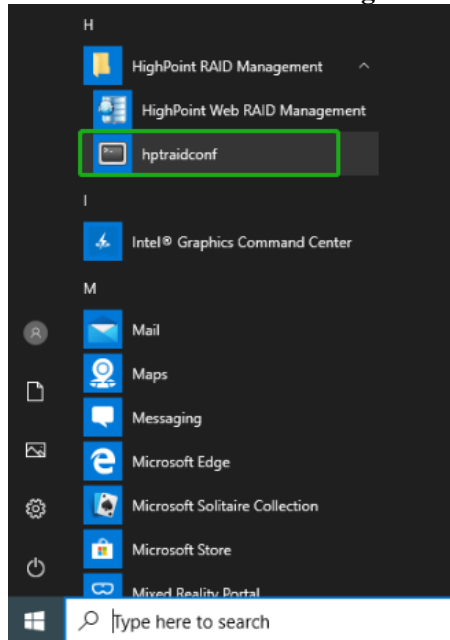 H
HighPoint RAID Management
HighPoint Web RAID Management
hptraidconf
I
Intel® Graphics Command Center
M
Mail
Maps
Messaging
Microsoft Edge
Microsoft Solitaire Collection
Microsoft Store
Mixed Reality Portal
Type here to search